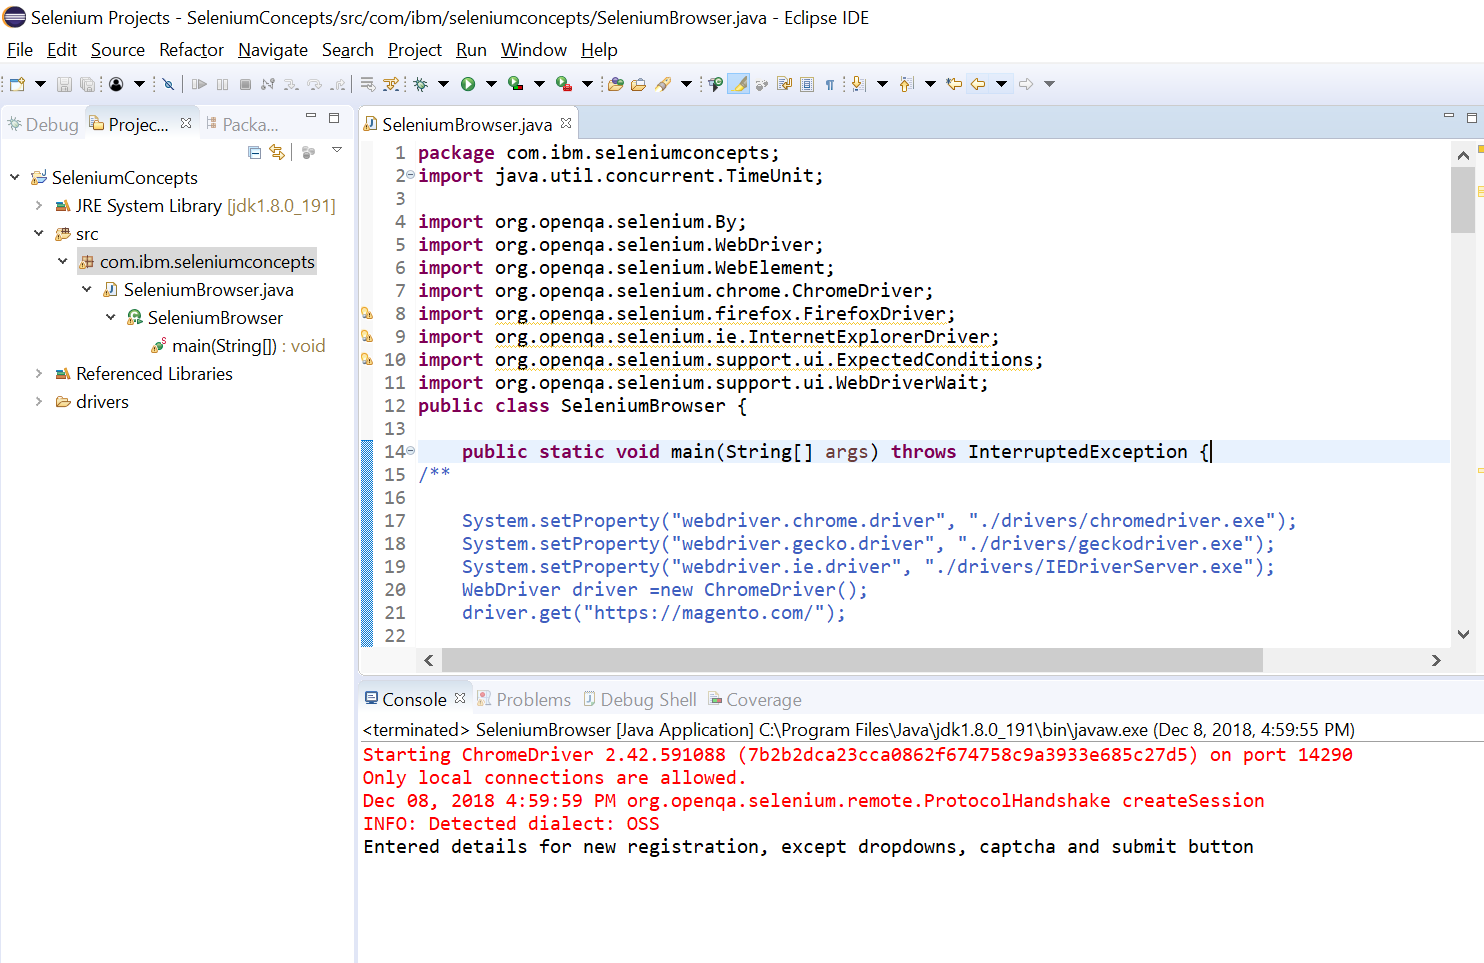 Selenium Projects - SeleniumConcepts/src/com/ibm/seleniumconcepts/SeleniumBrowser.java - Eclipse IDE
File Edit Source Refactor Navigate Search Project Run Window Help
Debug Projec... Packa...
SeleniumConcepts
JRE System Library [jdk1.8.0_191]
src
com.ibm.seleniumconcepts
SeleniumBrowser.java
SeleniumBrowser
main(String[]) : void
Referenced Libraries
drivers
SeleniumBrowser.java
1 package com.ibm.seleniumconcepts;
2 import java.util.concurrent.TimeUnit;
3
4 import org.openqa.selenium.By;
5 import org.openqa.selenium.WebDriver;
6 import org.openqa.selenium.WebElement;
7 import org.openqa.selenium.chrome.ChromeDriver;
8 import org.openqa.selenium.firefox.FirefoxDriver;
9 import org.openqa.selenium.ie.InternetExplorerDriver;
10 import org.openqa.selenium.support.ui.ExpectedConditions;
11 import org.openqa.selenium.support.ui.WebDriverWait;
12 public class SeleniumBrowser {
13
14 public static void main(String[] args) throws InterruptedException {
15 /**
16
17 System.setProperty("webdriver.chrome.driver", "./drivers/chromedriver.exe");
18 System.setProperty("webdriver.gecko.driver", "./drivers/geckodriver.exe");
19 System.setProperty("webdriver.ie.driver", "./drivers/IEDriverServer.exe");
20 WebDriver driver =new ChromeDriver();
21 driver.get("https://magento.com/");
22
Console Problems Debug Shell Coverage
<terminated> SeleniumBrowser [Java Application] C:\Program Files\Java\jdk1.8.0_191\bin\javaw.exe (Dec 8, 2018, 4:59:55 PM)
Starting ChromeDriver 2.42.591088 (7b2b2dca23cca0862f674758c9a3933e685c27d5) on port 14290
Only local connections are allowed.
Dec 08, 2018 4:59:59 PM org.openqa.selenium.remote.ProtocolHandshake createSession
INFO: Detected dialect: OSS
Entered details for new registration, except dropdowns, captcha and submit button